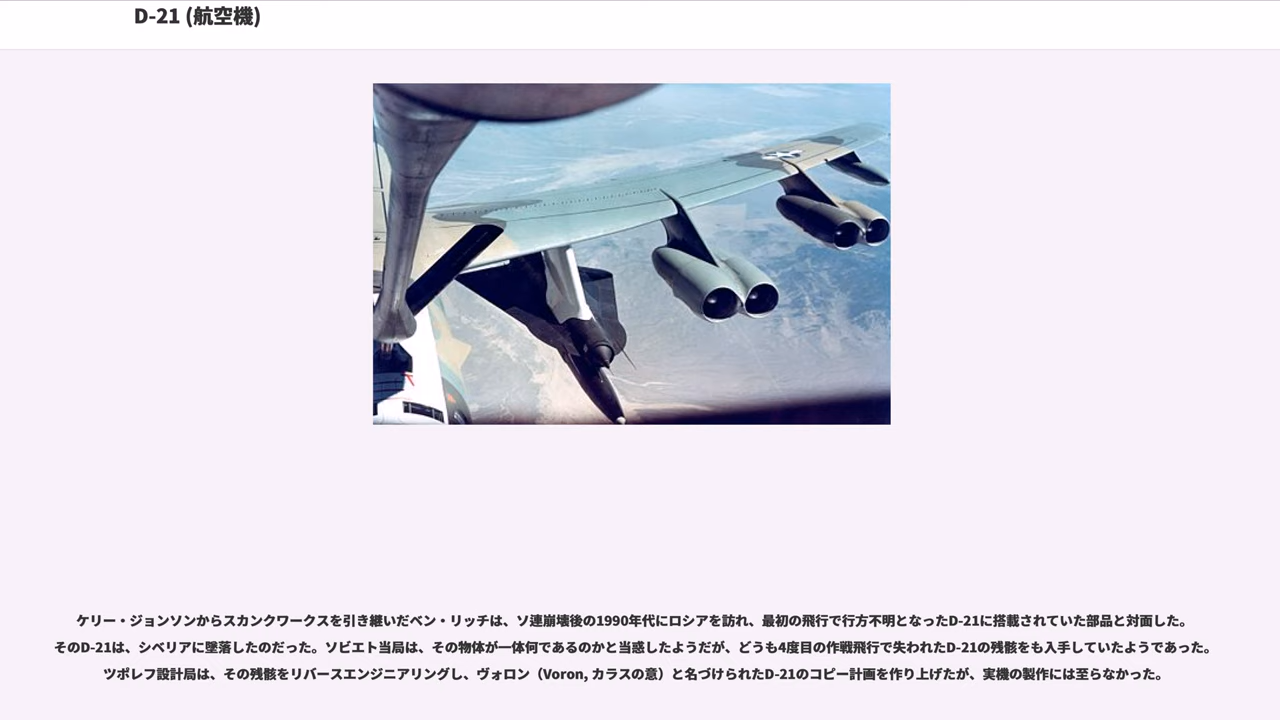 D-21 (航空機)
ケリー・ジョンソンからスカンクワークスを引き継いだベン・リッチは、ソ連崩壊後の1990年代にロシアを訪れ、最初の飛行で行方不明となったD-21に搭載されていた部品と対面した。
そのD-21は、シベリアに墜落したのだった。ソビエト当局は、その物体が一体何であるのかと当惑したようだが、どうも4度目の作戦飛行で失われたD-21の残骸をも入手していたようであった。
ツポレフ設計局は、その残骸をリバースエンジニアリングし、ヴォロン（Voron, カラスの意）と名づけられたD-21のコピー計画を作り上げたが、実機の製作には至らなかった。